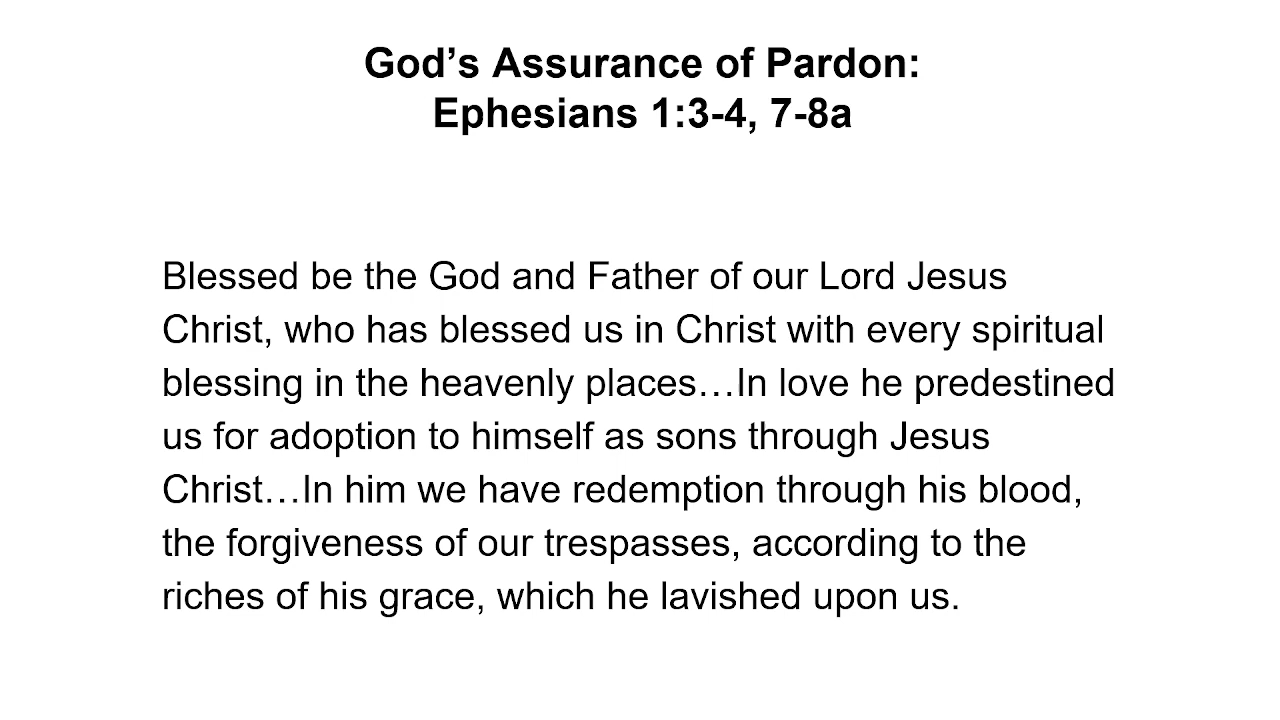 God’s Assurance of Pardon:
Ephesians 1:3-4, 7-8a
Blessed be the God and Father of our Lord Jesus
Christ, who has blessed us in Christ with every spiritual
blessing in the heavenly places…In love he predestined
us for adoption to himself as sons through Jesus
Christ…In him we have redemption through his blood,
the forgiveness of our trespasses, according to the
riches of his grace, which he lavished upon us.